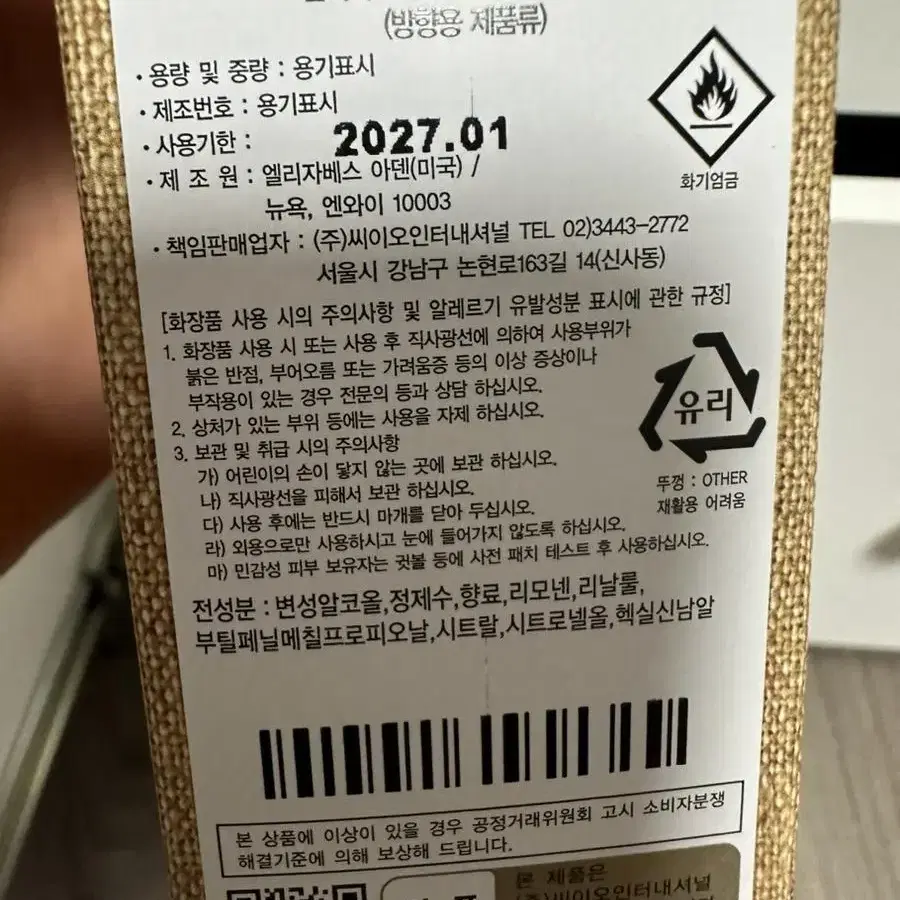 (방향용 제품류)
· 용량 및 중량 : 용기표시
· 제조번호 : 용기표시
· 사용기한 : 2027.01
· 제 조 원 : 엘리자베스 아덴(미국) /
뉴욕, 엔와이 10003
· 책임판매업자 : (주)씨이오인터내셔널 TEL 02)3443-2772
서울시 강남구 논현로163길 14(신사동)
화기엄금
[화장품 사용 시의 주의사항 및 알레르기 유발성분 표시에 관한 규정]
1. 화장품 사용 시 또는 사용 후 직사광선에 의하여 사용부위가
붉은 반점, 부어오름 또는 가려움증 등의 이상 증상이나
부작용이 있는 경우 전문의 등과 상담 하십시오.
2. 상처가 있는 부위 등에는 사용을 자제 하십시오.
3. 보관 및 취급 시의 주의사항
가) 어린이의 손이 닿지 않는 곳에 보관 하십시오.
나) 직사광선을 피해서 보관 하십시오.
다) 사용 후에는 반드시 마개를 닫아 두십시오.
라) 외용으로만 사용하시고 눈에 들어가지 않도록 하십시오.
마) 민감성 피부 보유자는 귓볼 등에 사전 패치 테스트 후 사용하십시오.
유리
뚜껑 : OTHER
재활용 어려움
전성분 : 변성알코올,정제수,향료,리모넨,리날룰,
부틸페닐메칠프로피오날,시트랄,시트로넬올,헥실신남알
본 상품에 이상이 있을 경우 공정거래위원회 고시 소비자분쟁
해결기준에 의해 보상해 드립니다.
본 제품은
(주)씨이오인터내셔널